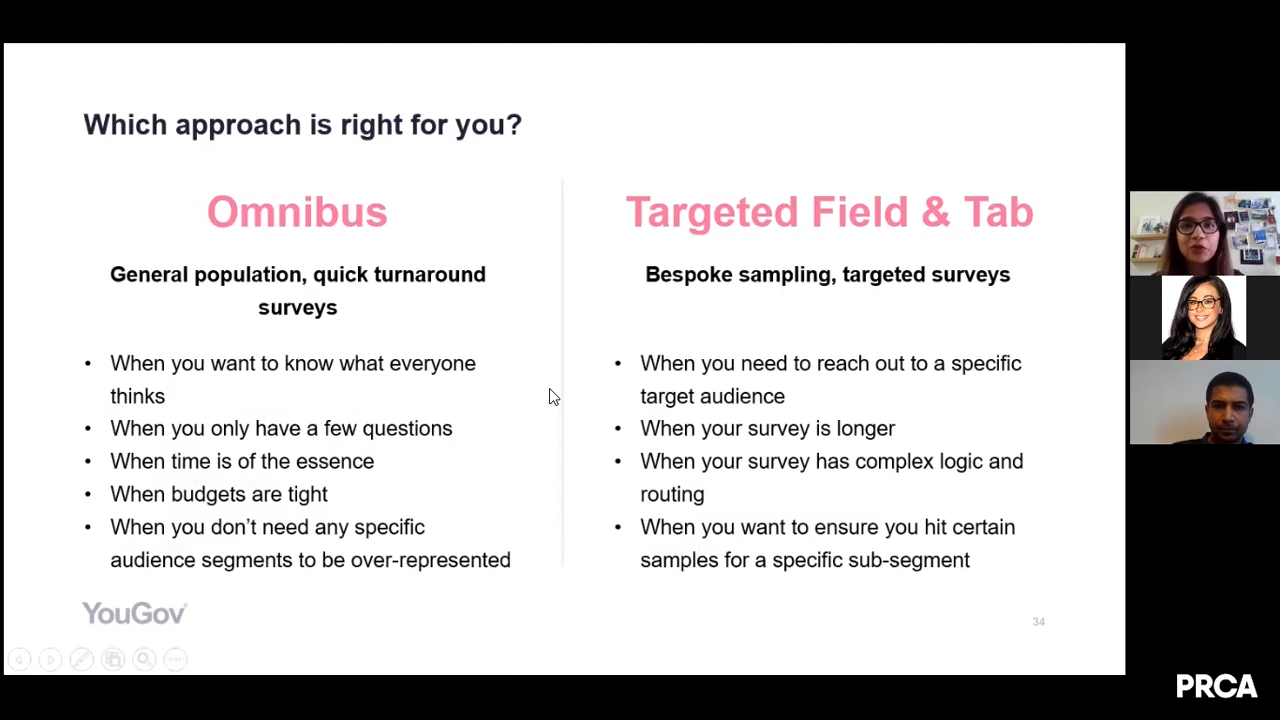 Which approach is right for you?
Omnibus
General population, quick turnaround
surveys
• When you want to know what everyone
thinks
• When you only have a few questions
• When time is of the essence
• When budgets are tight
• When you don’t need any specific
audience segments to be over-represented
Targeted Field & Tab
Bespoke sampling, targeted surveys
• When you need to reach out to a specific
target audience
• When your survey is longer
• When your survey has complex logic and
routing
• When you want to ensure you hit certain
samples for a specific sub-segment
YouGov®
34
PRCA